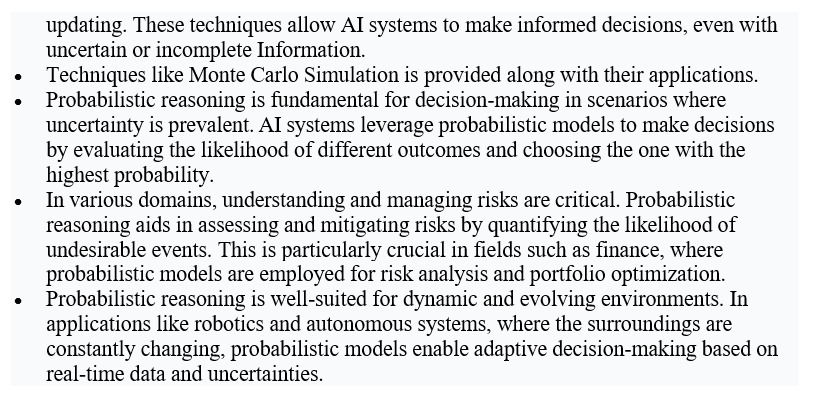 updating. These techniques allow AI systems to make informed decisions, even with
uncertain or incomplete Information.
• Techniques like Monte Carlo Simulation is provided along with their applications.
• Probabilistic reasoning is fundamental for decision-making in scenarios where
uncertainty is prevalent. AI systems leverage probabilistic models to make decisions
by evaluating the likelihood of different outcomes and choosing the one with the
highest probability.
• In various domains, understanding and managing risks are critical. Probabilistic
reasoning aids in assessing and mitigating risks by quantifying the likelihood of
undesirable events. This is particularly crucial in fields such as finance, where
probabilistic models are employed for risk analysis and portfolio optimization.
• Probabilistic reasoning is well-suited for dynamic and evolving environments. In
applications like robotics and autonomous systems, where the surroundings are
constantly changing, probabilistic models enable adaptive decision-making based on
real-time data and uncertainties.